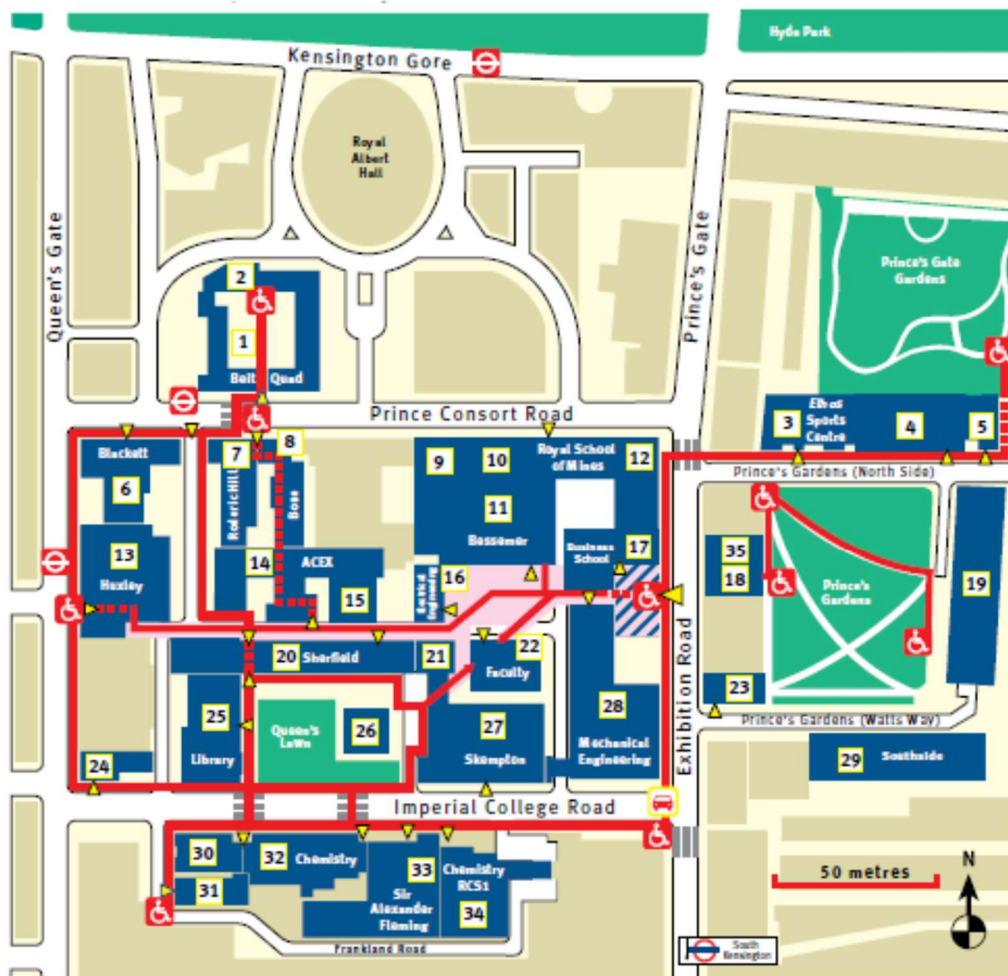 Hyde Park
Kensington Gore
Royal
Albert
Hall
Queen's Gate
Prince's Gate
Prince's Gate
Gardens
2
1
Beit Quad
Prince Consort Road
3
Ethos
Sports
Centre
4
5
Prince's Gardens (North Side)
Blackett
6
7
Roderic Hill
8
Bone
9
10
Royal School
of Mines
12
11
Bessemer
Business
School
17
13
Huxley
14
ACEX
15
Electrical
Engineering
16
35
18
Prince's
Gardens
19
20
Sherfield
21
22
Faculty
23
Prince's Gardens (Watts Way)
Exhibition Road
24
25
Library
Queen's
Lawn
26
27
Skempton
28
Mechanical
Engineering
29
Southside
Imperial College Road
30
31
32
Chemistry
33
Sir
Alexander
Fleming
Chemistry
RCS1
34
Frankland Road
50 metres
N
South
Kensington